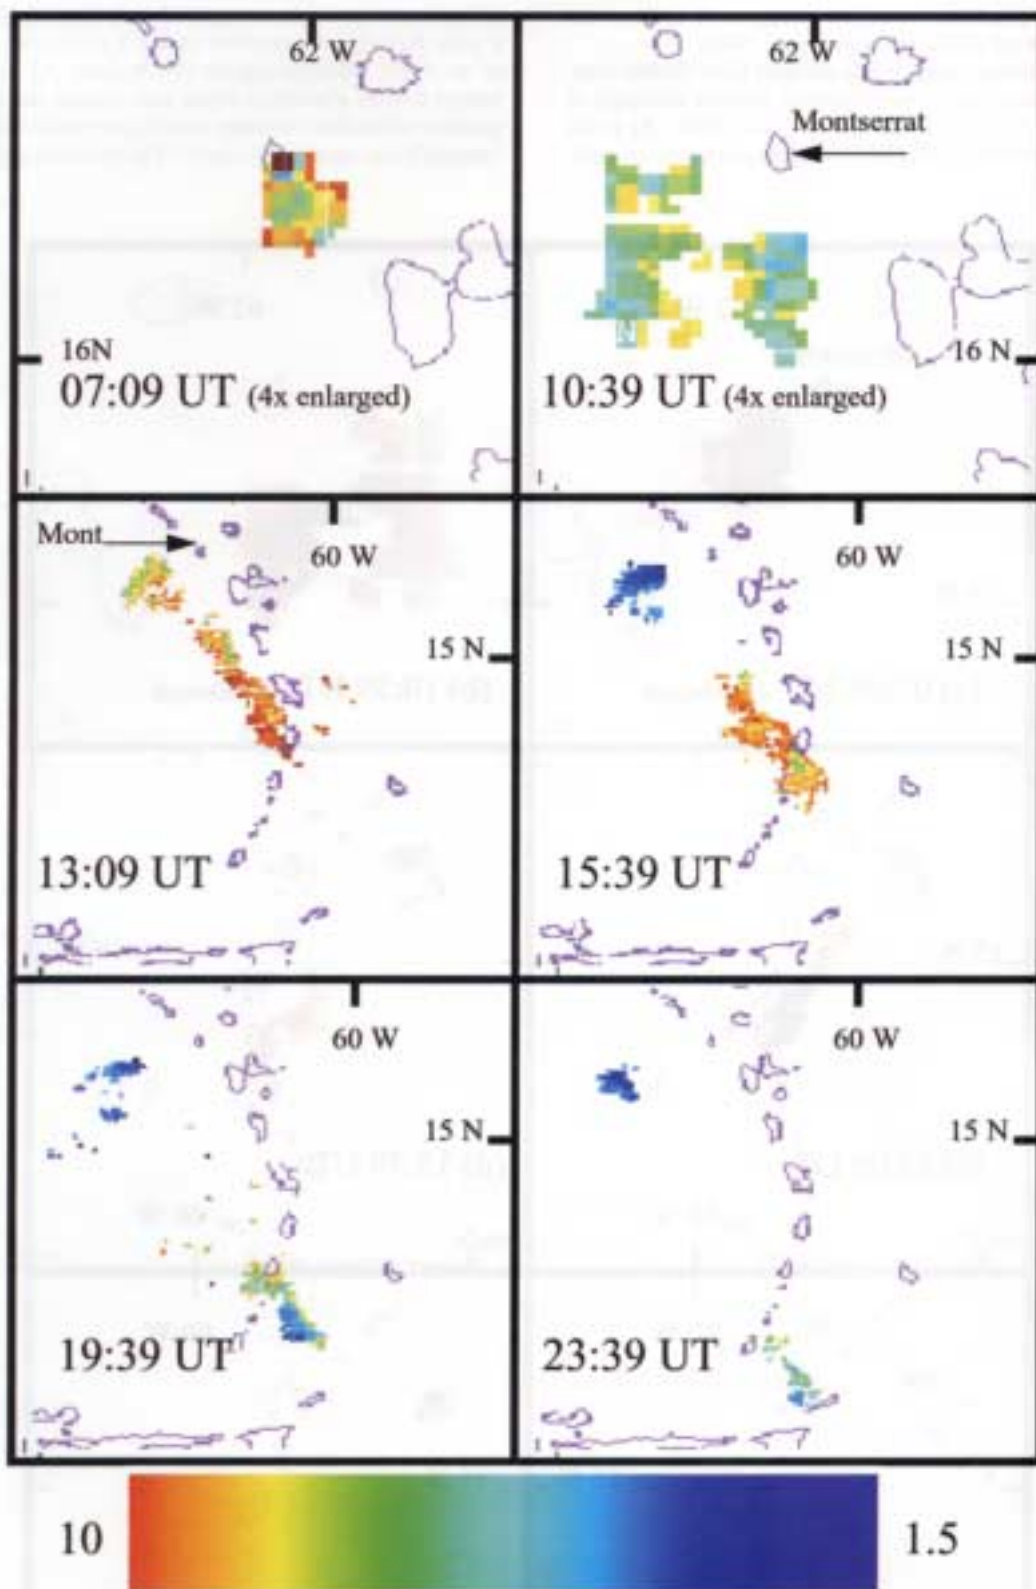 62 W
16N
07:09 UT (4x enlarged)
62 W
Montserrat
16 N
10:39 UT (4x enlarged)
Mont
60 W
15 N
13:09 UT
60 W
15 N
15:39 UT
60 W
15 N
19:39 UT
60 W
15 N
23:39 UT
10
1.5